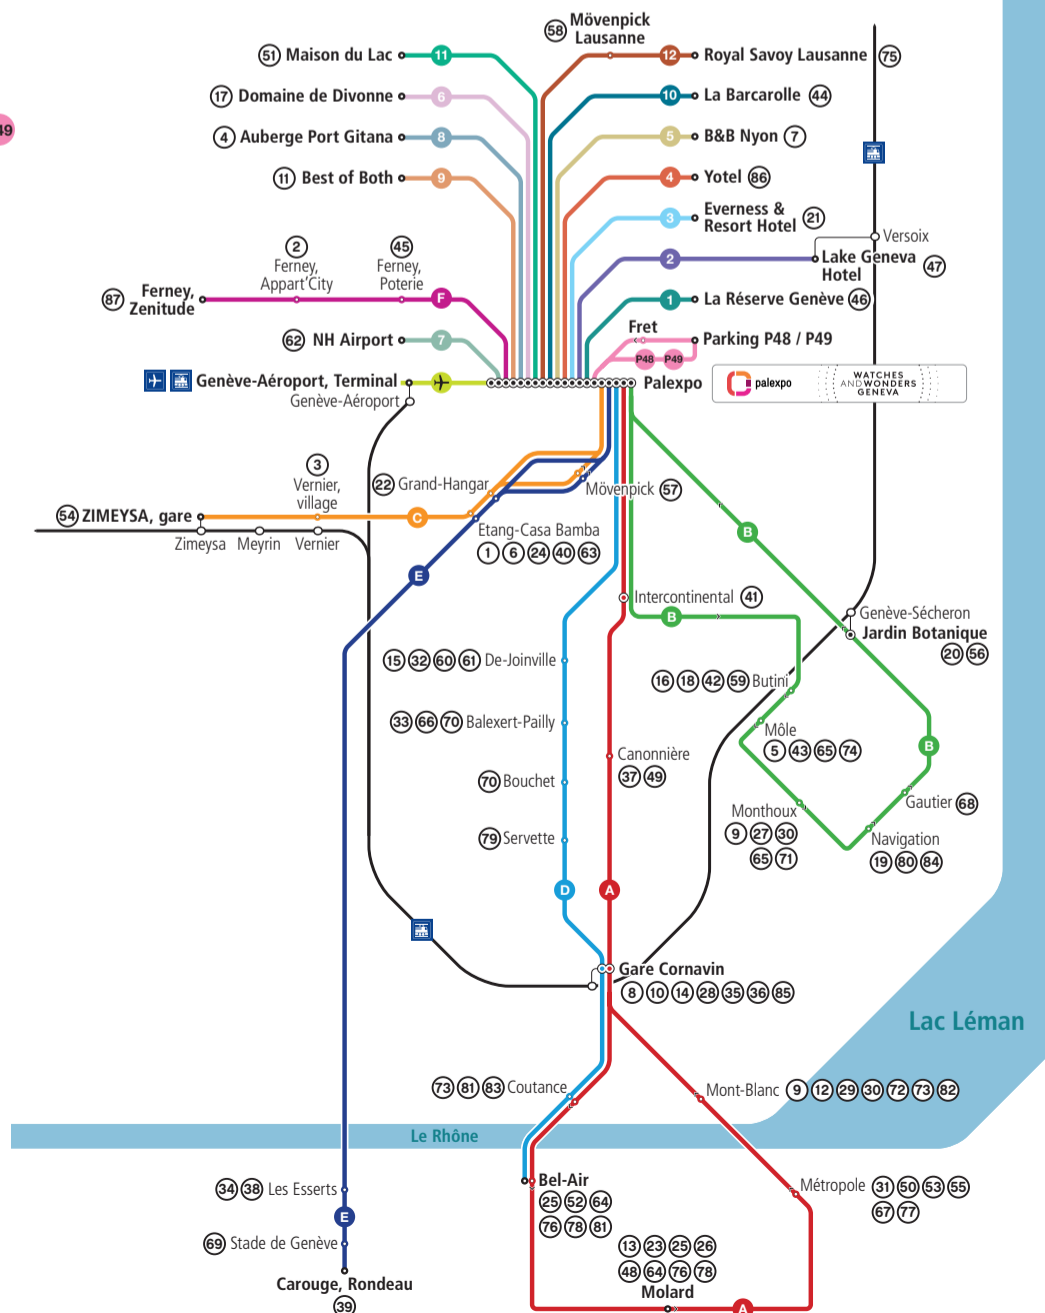 58 Mövenpick
Lausanne
51 Maison du Lac 11
12 Royal Savoy Lausanne 75
17 Domaine de Divonne 6
10 La Barcarolle 44
49
4 Auberge Port Gitana 8
5 B&B Nyon 7
11 Best of Both 9
4 Yotel 86
3 Everness &
Resort Hotel 21
Versoix
2 Lake Geneva
Hotel 47
2 45
Ferney,
Appart'City
Ferney,
Poterie
87 Ferney,
Zenitude
F
1 La Réserve Genève 46
Fret
62 NH Airport 7
Parking P48 / P49
P48 P49
Genève-Aéroport, Terminal
Palexpo
palexpo
WATCHES
AND WONDERS
GENEVA
Genève-Aéroport
3
Vernier,
village
22 Grand-Hangar
Mövenpick 57
54 ZIMEYSA, gare
C
Zimeysa Meyrin Vernier
Etang-Casa Bamba
1 6 24 40 63
B
E
Intercontinental 41
B
Genève-Sécheron
Jardin Botanique
20 56
15 32 60 61 De-Joinville
16 18 42 59 Butini
33 66 70 Balexert-Pailly
Môle
5 43 65 74
B
Canonnière
37 49
70 Bouchet
Gautier 68
Monthoux
9 27 30
65 71
Navigation
19 80 84
79 Servette
D A
Gare Cornavin
8 10 14 28 35 36 85
Lac Léman
73 81 83 Coutance
Mont-Blanc 9 12 29 30 72 73 82
Le Rhône
34 38 Les Esserts
Bel-Air
25 52 64
76 78 81
Métropole 31 50 53 55
67 77
E
69 Stade de Genève
13 23 25 26
48 64 76 78
Molard
A
Carouge, Rondeau
39